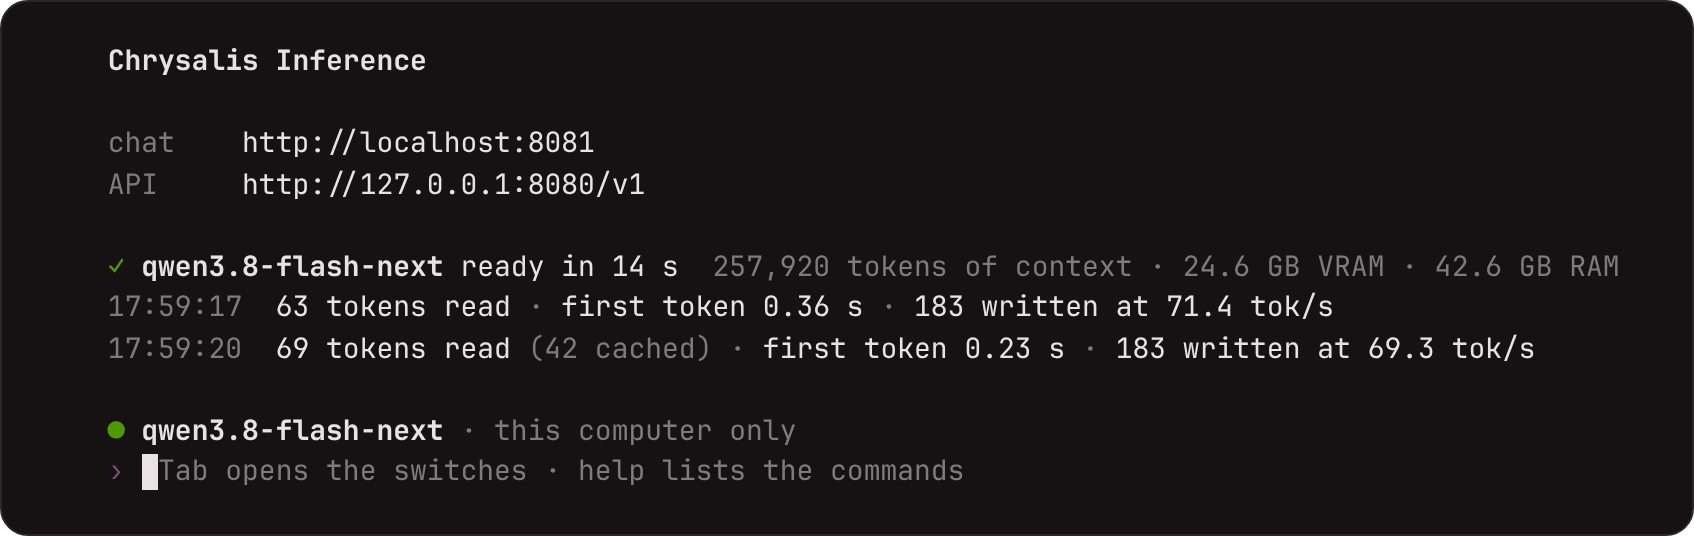 Chrysalis Inference
chat http://localhost:8081
API http://127.0.0.1:8080/v1
✓ qwen3.8-flash-next ready in 14 s 257,920 tokens of context · 24.6 GB VRAM · 42.6 GB RAM
17:59:17 63 tokens read · first token 0.36 s · 183 written at 71.4 tok/s
17:59:20 69 tokens read (42 cached) · first token 0.23 s · 183 written at 69.3 tok/s
● qwen3.8-flash-next · this computer only
› Tab opens the switches · help lists the commands